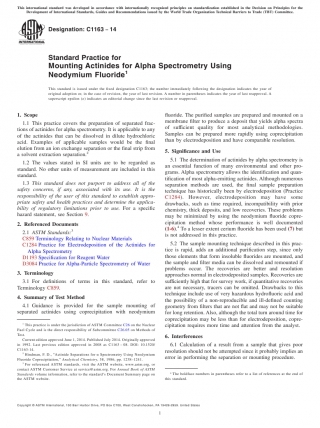 This international standard was developed in accordance with internationally recognized principles on standardization established in the Decision on Principles for the
Development of International Standards, Guides and Recommendations issued by the World Trade Organization Technical Barriers to Trade (TBT) Committee.
Designation: C1163 − 14
Standard Practice for
Mounting Actinides for Alpha Spectrometry Using
Neodymium Fluoride¹
This standard is issued under the fixed designation C1163; the number immediately following the designation indicates the year of
original adoption or, in the case of revision, the year of last revision. A number in parentheses indicates the year of last reapproval. A
superscript epsilon (ε) indicates an editorial change since the last revision or reapproval.
1. Scope
1.1 This practice covers the preparation of separated frac-
tions of actinides for alpha spectrometry. It is applicable to any
of the actinides that can be dissolved in dilute hydrochloric
acid. Examples of applicable samples would be the final
elution from an ion exchange separation or the final strip from
a solvent extraction separation.²
1.2 The values stated in SI units are to be regarded as
standard. No other units of measurement are included in this
standard.
1.3 This standard does not purport to address all of the
safety concerns, if any, associated with its use. It is the
responsibility of the user of this standard to establish appro-
priate safety and health practices and determine the applica-
bility of regulatory limitations prior to use. For a specific
hazard statement, see Section 9.
2. Referenced Documents
2.1 ASTM Standards:³
C859 Terminology Relating to Nuclear Materials
C1284 Practice for Electrodeposition of the Actinides for
Alpha Spectrometry
D1193 Specification for Reagent Water
D3084 Practice for Alpha-Particle Spectrometry of Water
3. Terminology
3.1 For definitions of terms in this standard, refer to
Terminology C859.
4. Summary of Test Method
4.1 Guidance is provided for the sample mounting of
separated actinides using coprecipitation with neodymium
¹ This practice is under the jurisdiction of ASTM Committee C26 on the Nuclear
Fuel Cycle and is the direct responsibility of Subcommittee C26.05 on Methods of
Test.
Current edition approved June 1, 2014. Published July 2014. Originally approved
in 1992. Last previous edition approved in 2008 as C1163 – 08. DOI: 10.1520/
C1163-14.
² Hindman, F. D., "Actinide Separations for α Spectrometry Using Neodymium
Fluoride Coprecipitation," Analytical Chemistry, 58, 1986, pp. 1238–1241.
³ For referenced ASTM standards, visit the ASTM website, www.astm.org, or
contact ASTM Customer Service at service@astm.org. For Annual Book of ASTM
Standards volume information, refer to the standard's Document Summary page on
the ASTM website.
fluoride. The purified samples are prepared and mounted on a
membrane filter to produce a deposit that yields alpha spectra
of sufficient quality for most analytical methodologies.
Samples can be prepared more rapidly using coprecipitation
than by electrodeposition and have comparable resolution.
5. Significance and Use
5.1 The determination of actinides by alpha spectrometry is
an essential function of many environmental and other pro-
grams. Alpha spectrometry allows the identification and quan-
tification of most alpha-emitting actinides. Although numerous
separation methods are used, the final sample preparation
technique has historically been by electrodeposition (Practice
C1284). However, electrodeposition may have some
drawbacks, such as time required, incompatibility with prior
chemistry, thick deposits, and low recoveries. These problems
may be minimized by using the neodymium fluoride copre-
cipitation method whose performance is well documented
(1-6).⁴ To a lesser extent cerium fluoride has been used (7) but
is not addressed in this practice.
5.2 The sample mounting technique described in this prac-
tice is rapid, adds an additional purification step, since only
those elements that form insoluble fluorides are mounted, and
the sample and filter media can be dissolved and remounted if
problems occur. The recoveries are better and resolution
approaches normal in electrodeposited samples. Recoveries are
sufficiently high that for survey work, if quantitative recoveries
are not necessary, tracers can be omitted. Drawbacks to this
technique include use of very hazardous hydrofluoric acid and
the possibility of a non-reproducible and ill-defined counting
geometry from filters that are not flat and may not be suitable
for long retention. Also, although the total turn around time for
coprecipitation may be less than for electrodeposition, copre-
cipitation requires more time and attention from the analyst.
6. Interferences
6.1 Calculation of a result from a sample that gives poor
resolution should not be attempted since it probably implies an
error in performing the separation or mounting procedure.
⁴ The boldface numbers in parentheses refer to a list of references at the end of
this standard.
Copyright © ASTM International, 100 Barr Harbor Drive, PO Box C700, West Conshohocken, PA 19428-2959. United States
1